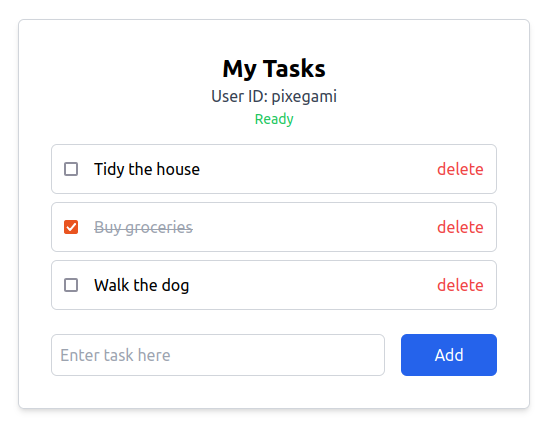 My Tasks
User ID: pixegami
Ready
Tidy the house delete
Buy groceries delete
Walk the dog delete
Enter task here Add